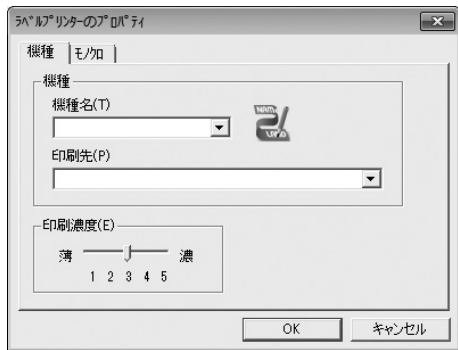 ﾗﾍﾞﾙﾌﾟﾘﾝﾀｰのﾌﾟﾛﾊﾟﾃｨ
機種 ﾓﾉｸﾛ
機種
機種名(T)
印刷先(P)
印刷濃度(E)
薄 濃
1 2 3 4 5
OK キャンセル